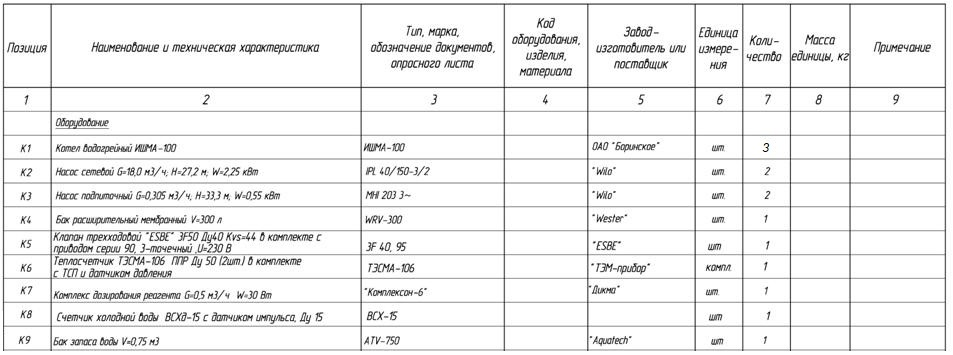 Позиция
Наименование и техническая характеристика
Тип, марка,
обозначение документов,
опросного листа
Код
оборудования,
изделия,
материала
Завод-
изготовитель или
поставщик
Единица
измере-
ния
Коли-
чество
Масса
единицы, кг
Примечание
1 2 3 4 5 6 7 8 9
Оборудование
К1 Котел водогрейный ИШМА-100 ИШМА-100 ОАО "Боринское" шт. 3
К2 Насос сетевой G=18,0 м3/ч; H=27,2 м; W=2,25 кВт IPL 40/150-3/2 "Wilo" шт. 2
К3 Насос подпиточный G=0,305 м3/ч; H=33,3 м; W=0,55 кВт MHI 203 3~ "Wilo" шт. 2
К4 Бак расширительный мембранный V=300 л WRV-300 "Wester" шт. 1
К5 Клапан трехходовой "ESBE" 3F50 Ду40 Kvs=44 в комплекте с
приводом серии 90, 3-точечный ,U=230 В 3F 40, 95 "ESBE" шт 1
К6 Теплосчетчик ТЭСМА-106 ППР Ду 50 (2шт) в комплекте
с ТСП и датчиком давления ТЭСМА-106 "ТЭМ-прибор" компл. 1
К7 Комплекс дозирования реагента G=0,5 м3/ч W=30 Вт "Комплексон-6" "Дикма" шт. 1
К8 Счетчик холодной воды ВСХд-15 с датчиком импульса, Ду 15 ВСХ-15 шт 1
К9 Бак запаса воды V=0,75 м3 ATV-750 "Aquatech" шт 1